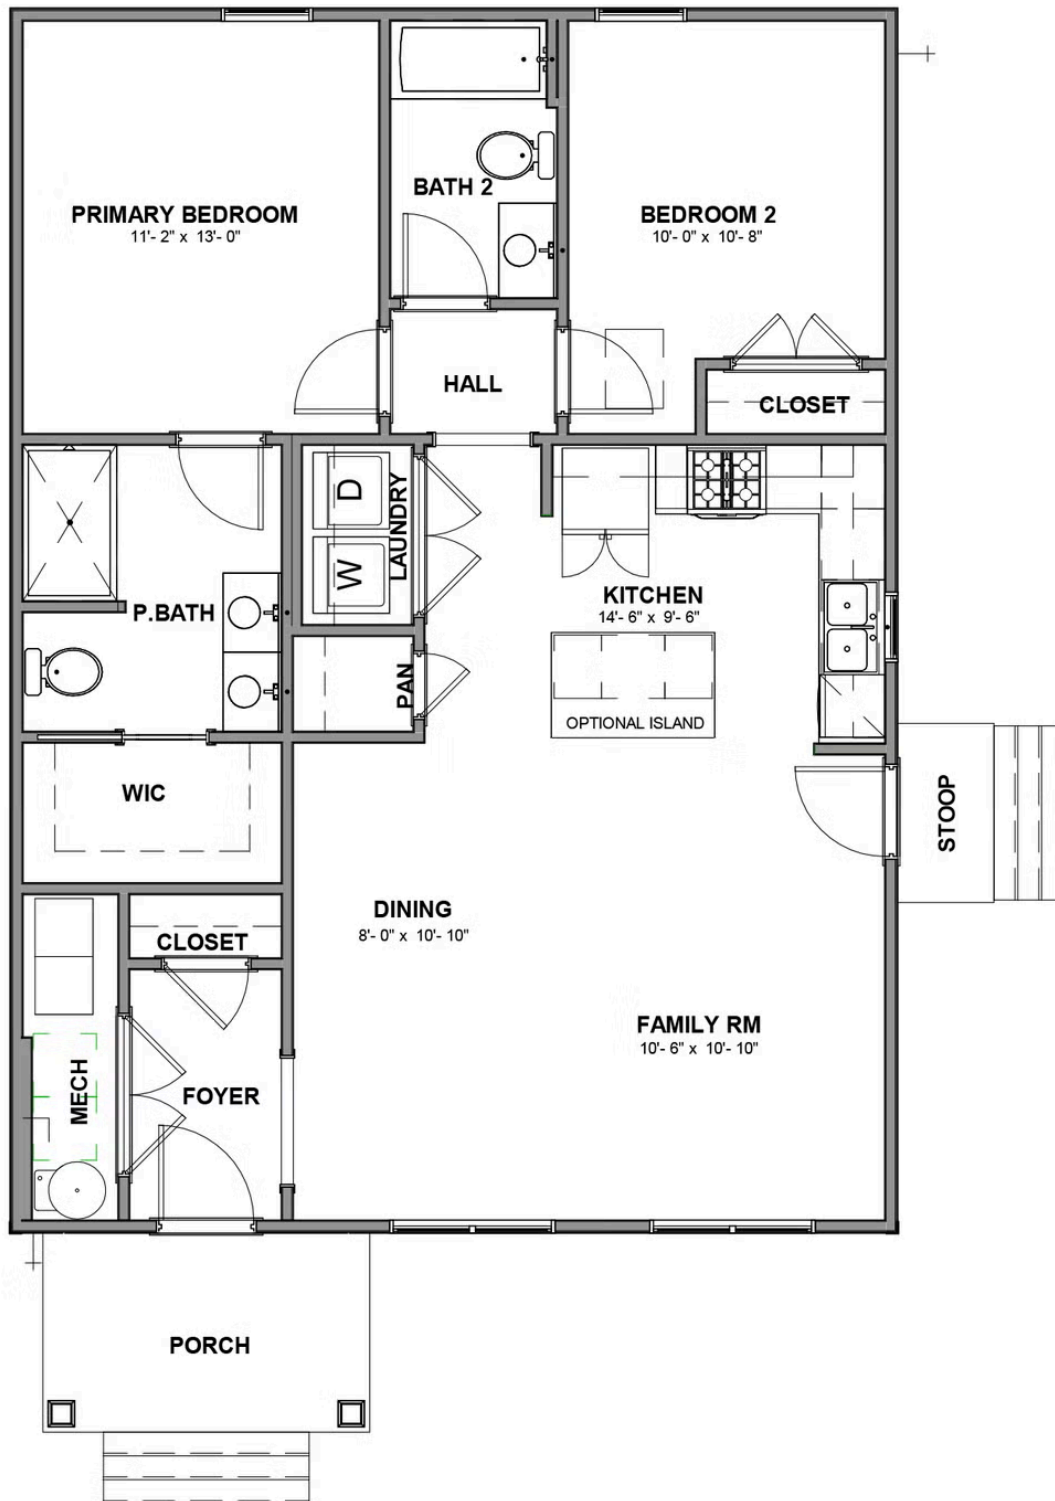 PRIMARY BEDROOM
11'- 2" x 13'- 0"
BATH 2
BEDROOM 2
10'- 0" x 10'- 8"
HALL
CLOSET
D
W
LAUNDRY
P.BATH
KITCHEN
14'- 6" x 9'- 6"
PAN
OPTIONAL ISLAND
WIC
STOOP
DINING
8'- 0" x 10'- 10"
CLOSET
FAMILY RM
10'- 6" x 10'- 10"
MECH
FOYER
PORCH